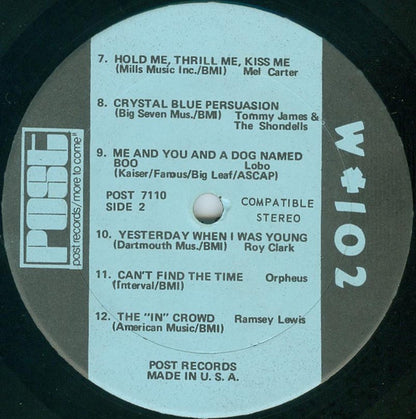 7. HOLD ME, THRILL ME, KISS ME
(Mills Music Inc./BMI) Mel Carter
8. CRYSTAL BLUE PERSUASION
(Big Seven Mus./BMI) Tommy James &
The Shondells
9. ME AND YOU AND A DOG NAMED
BOO Lobo
(Kaiser/Famous/Big Leaf/ASCAP)
POST 7110
SIDE 2
COMPATIBLE
STEREO
10. YESTERDAY WHEN I WAS YOUNG
(Dartmouth Mus./BMI) Roy Clark
11. CAN'T FIND THE TIME Orpheus
(Interval/BMI)
12. THE "IN" CROWD Ramsey Lewis
(American Music/BMI)
POST RECORDS
MADE IN U. S. A.
POST
post records/more to come"
W*102